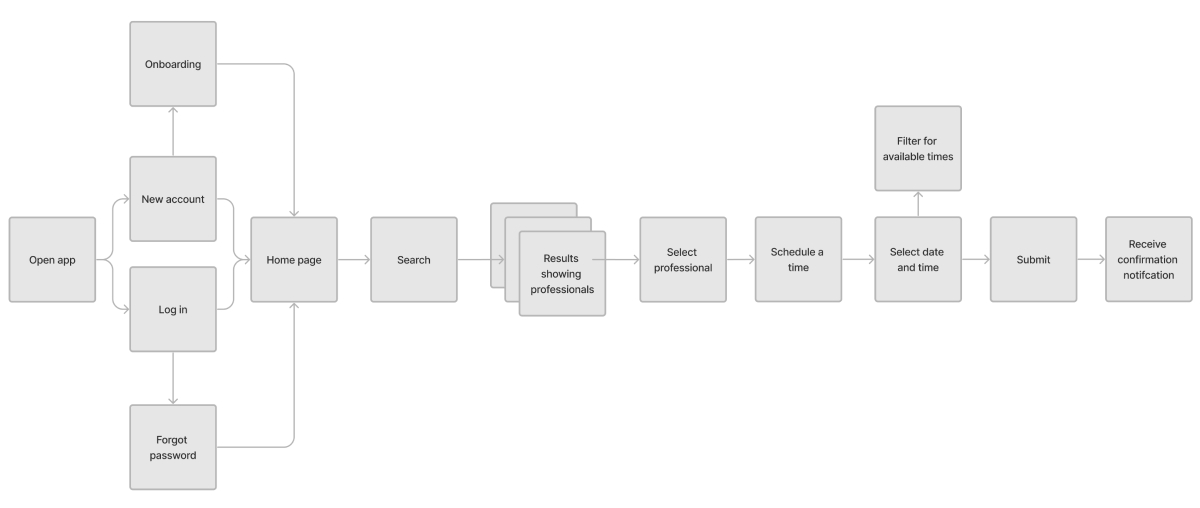 Onboarding
New account
Open app
Log in
Forgot
password
Home page
Search
Results
showing
professionals
Select
professional
Schedule a
time
Filter for
available times
Select date
and time
Submit
Receive
confirmation
notifcation